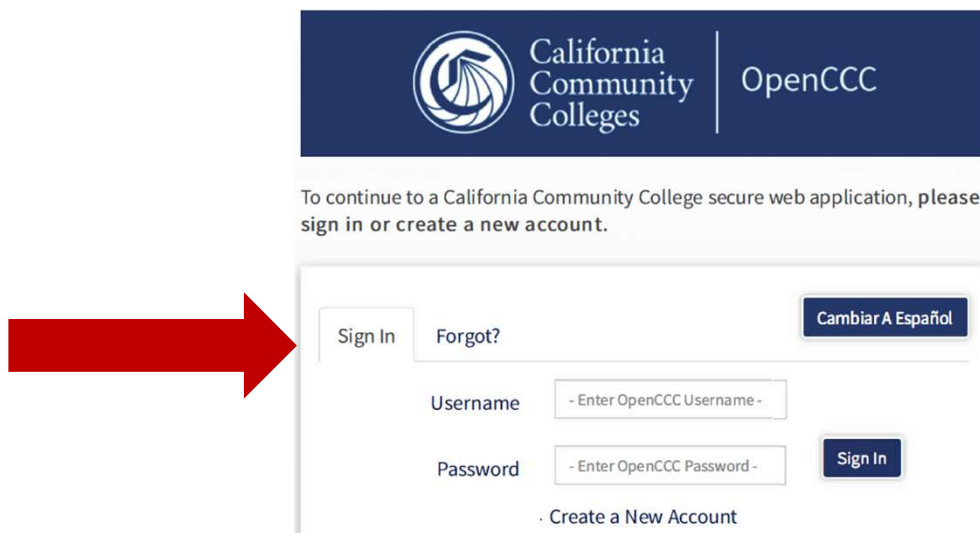 California
Community
Colleges
OpenCCC
To continue to a California Community College secure web application, please
sign in or create a new account.
Sign In
Forgot?
Cambiar A Español
Username
- Enter OpenCCC Username -
Password
- Enter OpenCCC Password -
Sign In
Create a New Account